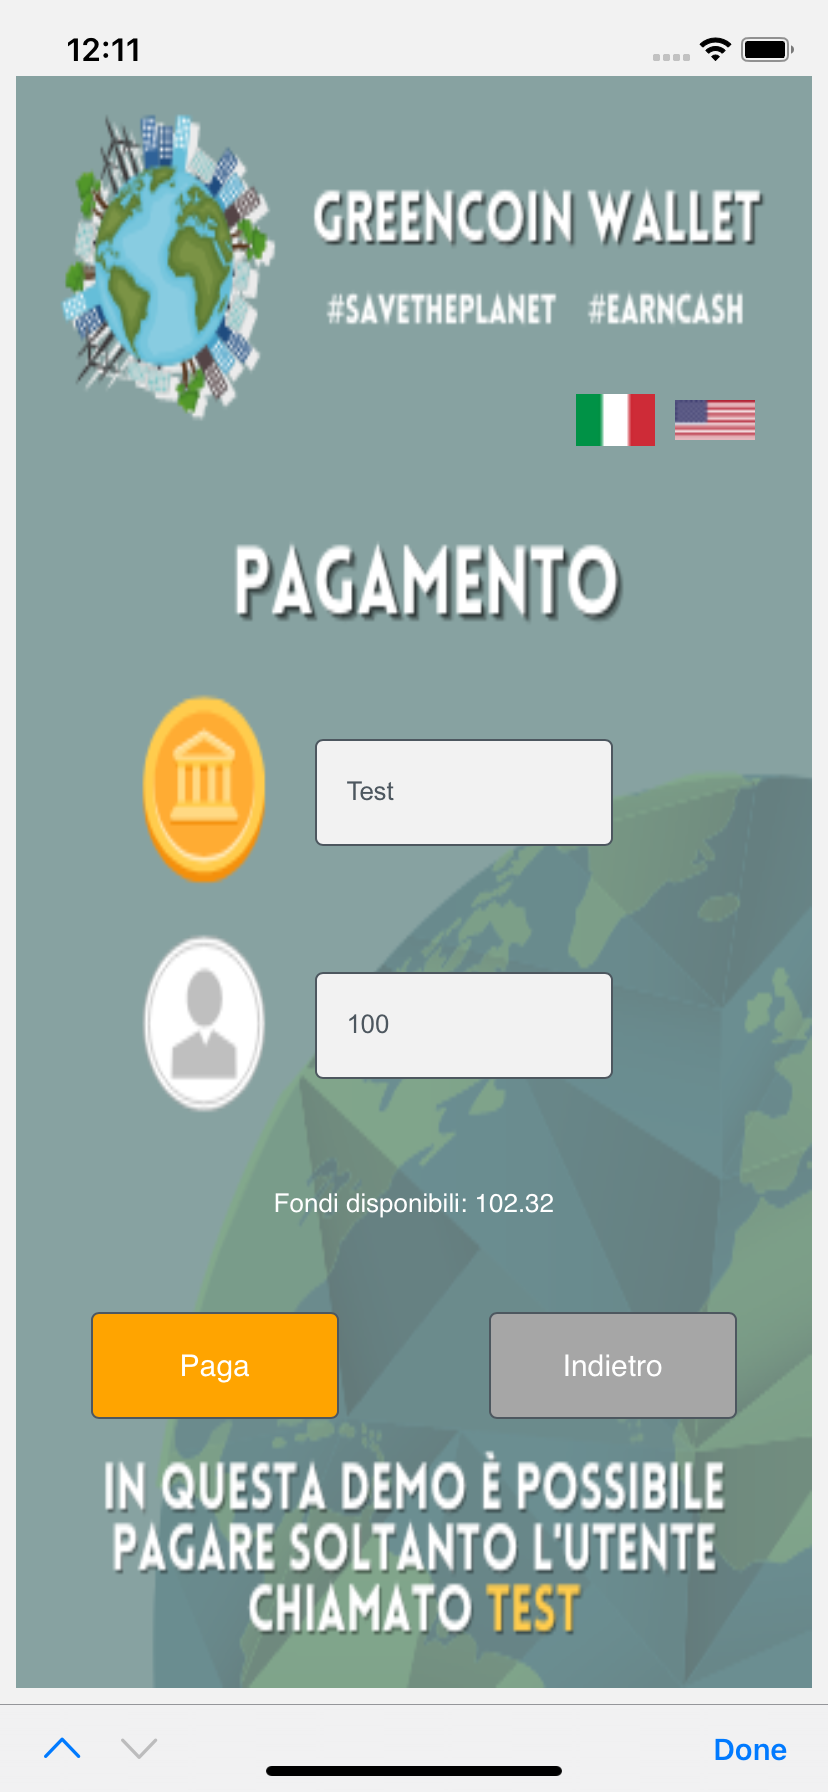 12:11
GREENCOIN WALLET
#SAVETHEPLANET #EARNCASH
PAGAMENTO
Test
100
Fondi disponibili: 102.32
Paga
Indietro
IN QUESTA DEMO È POSSIBILE
PAGARE SOLTANTO L'UTENTE
CHIAMATO TEST
Done